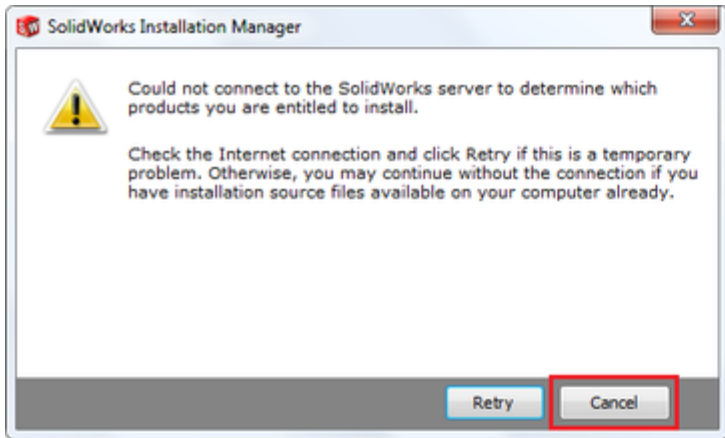 SolidWorks Installation Manager
Could not connect to the SolidWorks server to determine which
products you are entitled to install.
Check the Internet connection and click Retry if this is a temporary
problem. Otherwise, you may continue without the connection if you
have installation source files available on your computer already.
Retry
Cancel